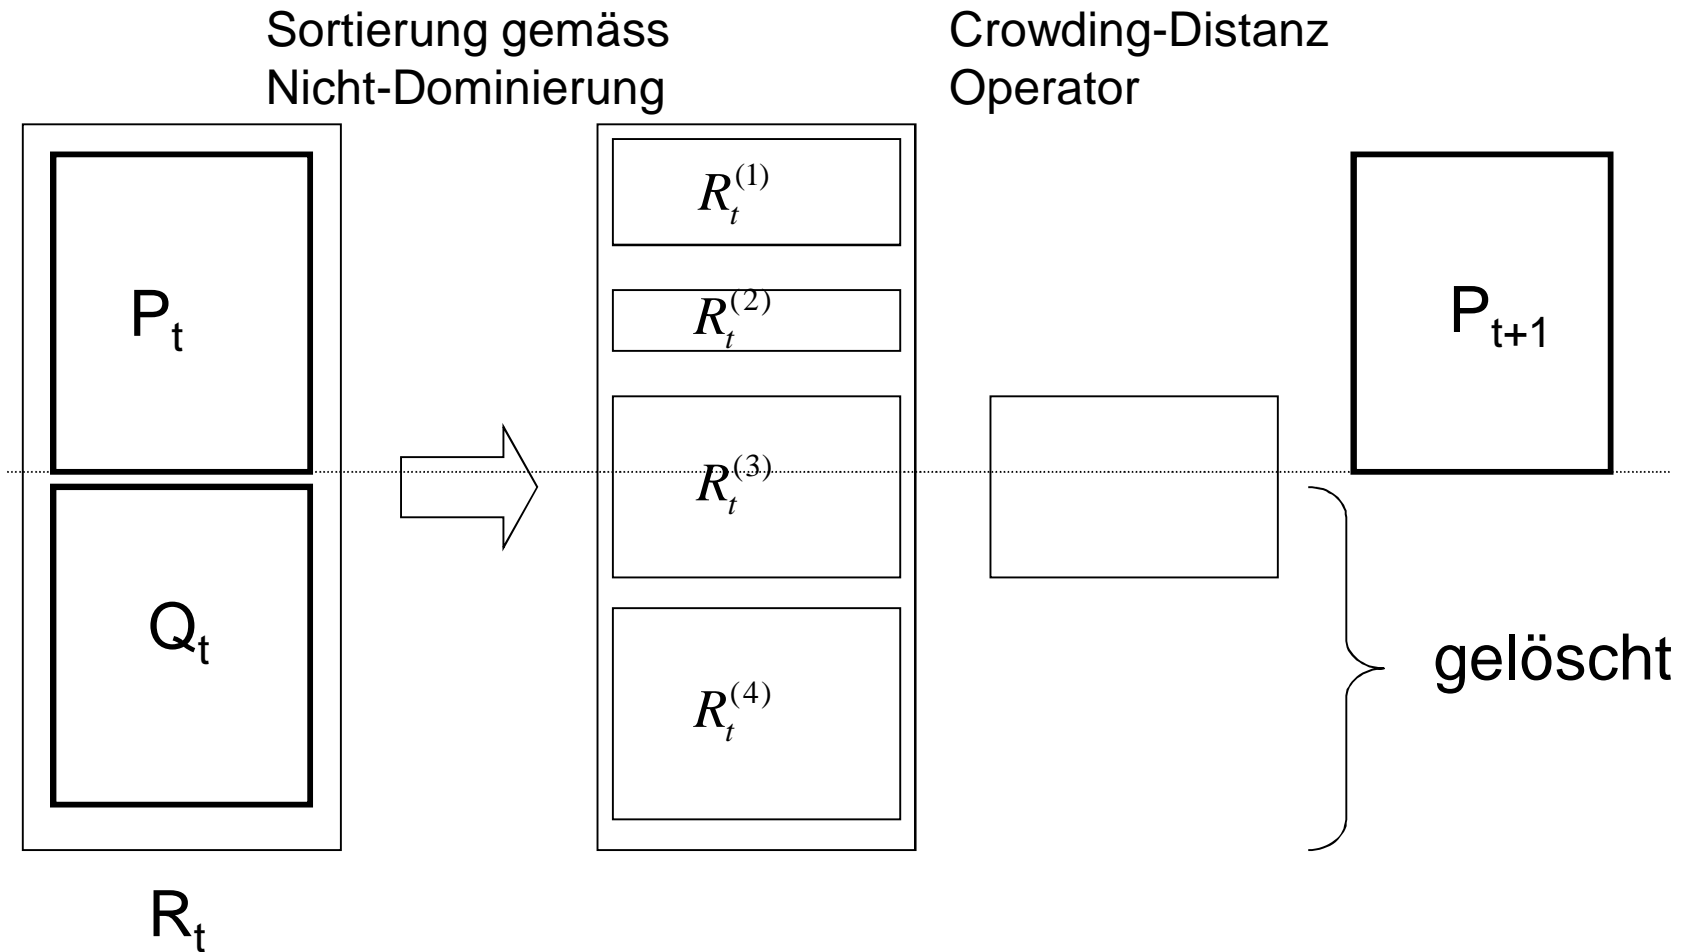 Sortierung gemäss
Nicht-Dominierung
Crowding-Distanz
Operator
P_t
Q_t
R_t
R_t^(1)
R_t^(2)
R_t^(3)
R_t^(4)
P_t+1
gelöscht